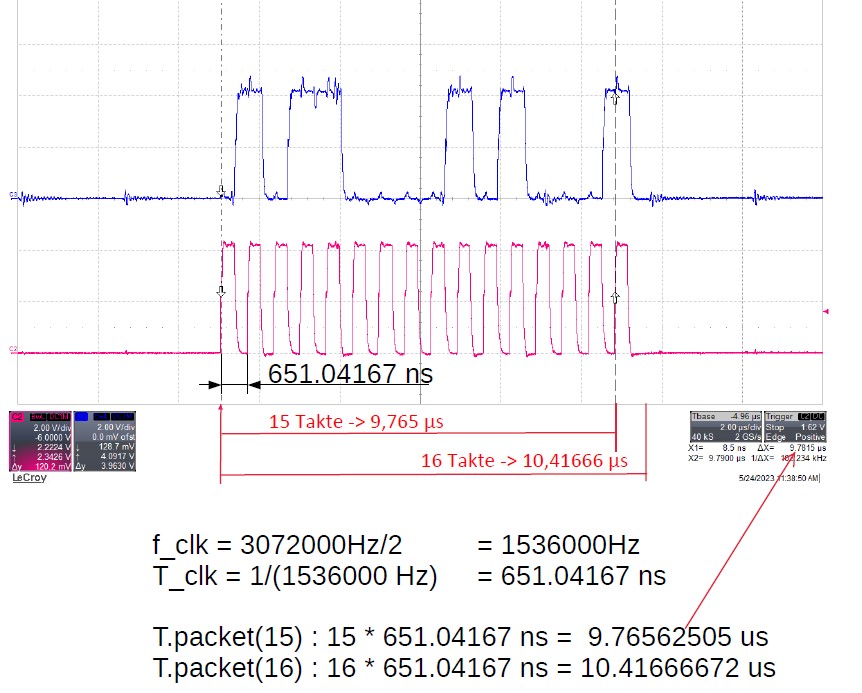 C3
C2
651.04167 ns
15 Takte -> 9,765 µs
16 Takte -> 10,41666 µs
C2
2.00 V/div
-6.0000 V
2.2224 V
2.3426 V
Δy 120.2 mV
2.00 V/div
0.0 mV ofst
128.7 mV
4.0917 V
Δy 3.9630 V
LeCroy
Tbase -4.96 µs
2.00 µs/div
40 kS 2 GS/s
Trigger C2 DC
Stop 1.62 V
Edge Positive
X1= 8.5 ns ΔX= 9.7815 µs
X2= 9.7900 µs 1/ΔX= 102.234 kHz
5/24/2023 11:38:50 AM
f_clk = 3072000Hz/2 = 1536000Hz
T_clk = 1/(1536000 Hz) = 651.04167 ns
T.packet(15) : 15 * 651.04167 ns = 9.76562505 us
T.packet(16) : 16 * 651.04167 ns = 10.41666672 us